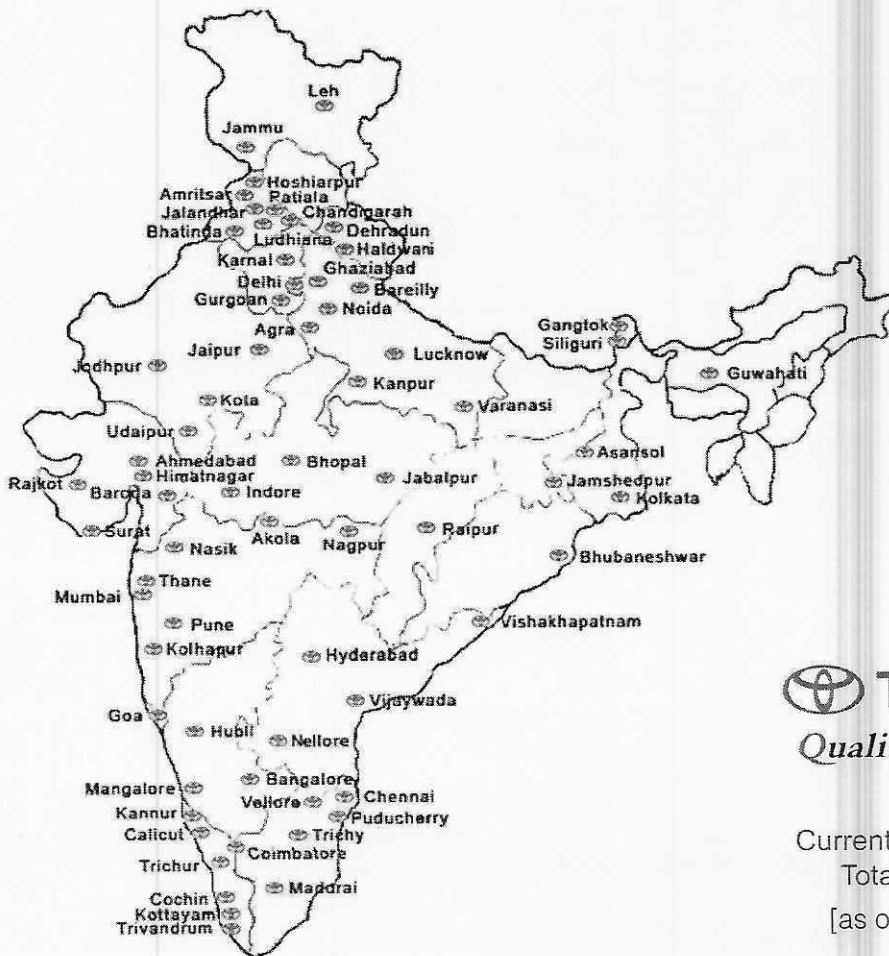 Leh
Jammu
Hoshiarpur
Amritsar
Patiala
Jalandhar
Chandigarah
Bhatinda
Ludhiana
Dehradun
Haldwani
Karnal
Ghaziabad
Delhi
Bareilly
Gurgoan
Noida
Agra
Gangtok
Siliguri
Jaipur
Lucknow
Jodhpur
Guwahati
Kanpur
Kota
Varanasi
Udaipur
Asansol
Ahmedabad
Bhopal
Himatnagar
Jabalpur
Rajkot
Baroda
Indore
Jamshedpur
Kolkata
Surat
Akola
Nagpur
Raipur
Nasik
Bhubaneshwar
Thane
Mumbai
Pune
Vishakhapatnam
Kolhapur
Hyderabad
Vijaywada
Goa
Hubli
Nellore
Bangalore
Mangalore
Vellore
Chennai
Kannur
Puducherry
Calicut
Trichy
Coimbatore
Trichur
Madurai
Cochin
Kottayam
Trivandrum
T
Quali
Current
Tota
[as o